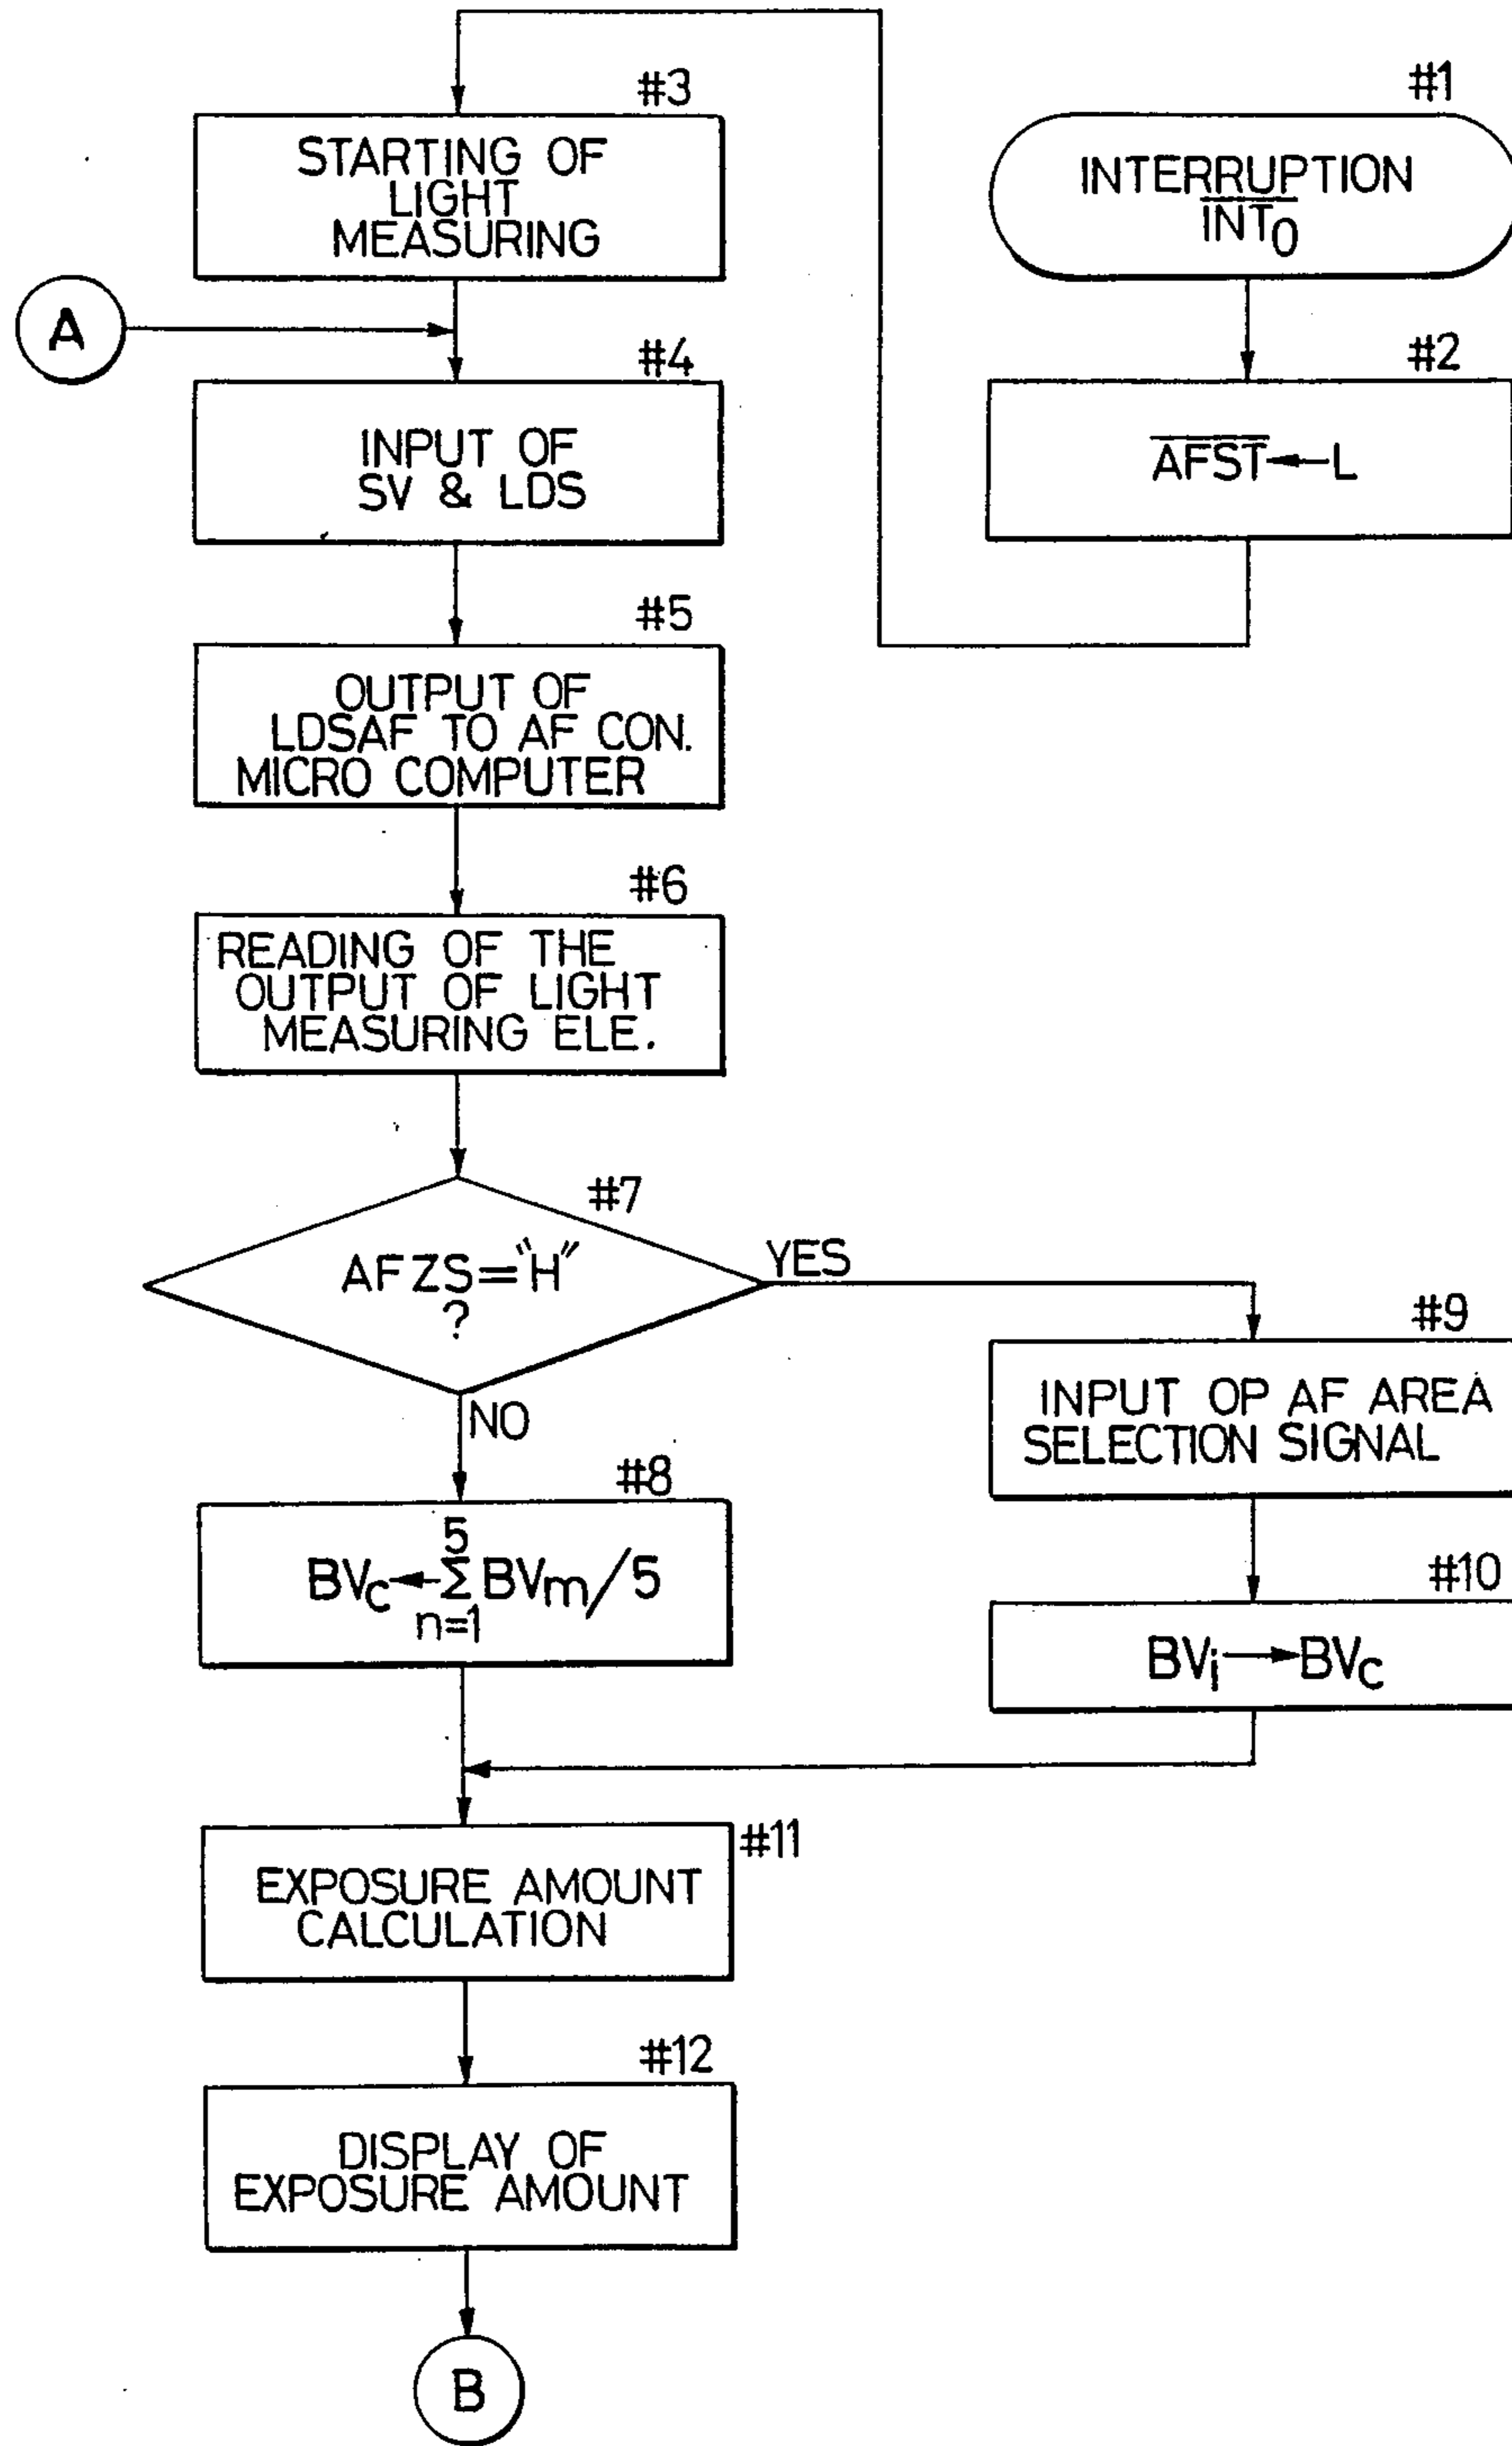 #1
INTERRUPTION
INT0
#2
AFST←L
#3
STARTING OF
LIGHT
MEASURING
A
#4
INPUT OF
SV & LDS
#5
OUTPUT OF
LDSAF TO AF CON.
MICRO COMPUTER
#6
READING OF THE
OUTPUT OF LIGHT
MEASURING ELE.
#7
AFZS="H"
?
YES
NO
#8
5
BVc←Σ BVm/5
n=1
#9
INPUT OP AF AREA
SELECTION SIGNAL
#10
BVi→BVc
#11
EXPOSURE AMOUNT
CALCULATION
#12
DISPLAY OF
EXPOSURE AMOUNT
B